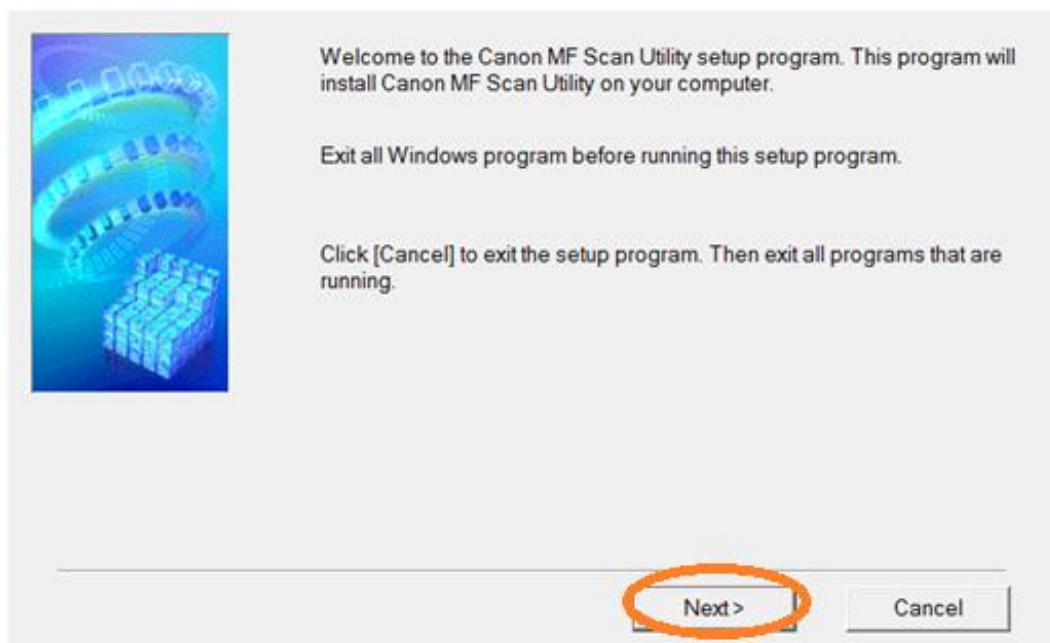 Welcome to the Canon MF Scan Utility setup program. This program will
install Canon MF Scan Utility on your computer.
Exit all Windows program before running this setup program.
Click [Cancel] to exit the setup program. Then exit all programs that are
running.
Next >
Cancel